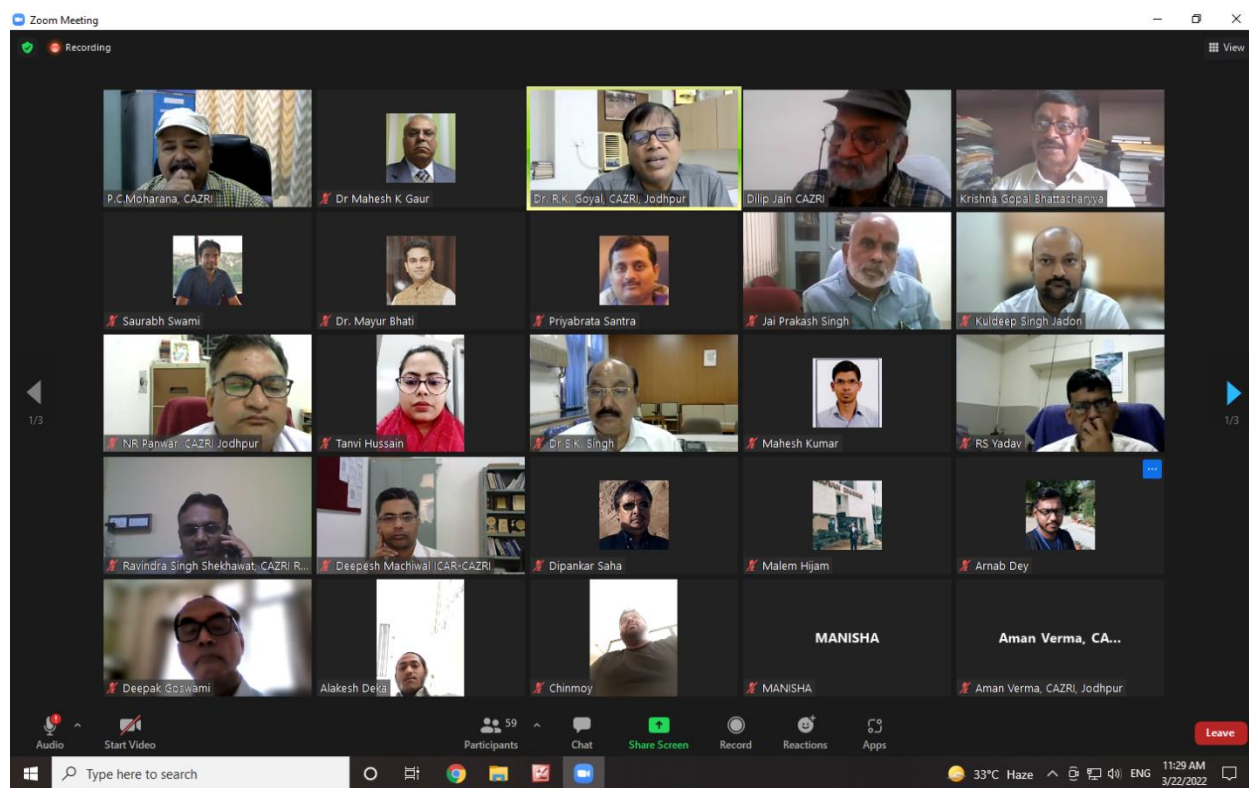 Zoom Meeting
Recording
View
P.C.Moharana, CAZRI
Dr Mahesh K Gaur
Dr. R.K. Goyal, CAZRI, Jodhpur
Dilip Jain CAZRI
Krishna Gopal Bhattacharyya
Saurabh Swami
Dr. Mayur Bhati
Priyabrata Santra
Jai Prakash Singh
Kuldeep Singh Jadon
NR Panwar, CAZRI Jodhpur
Tanvi Hussain
Dr S.K. Singh
Mahesh Kumar
RS Yadav
1/3
1/3
Ravindra Singh Shekhawat, CAZRI R...
Deepesh Machiwal ICAR-CAZRI
Dipankar Saha
Malem Hijam
Arnab Dey
MANISHA
Aman Verma, CA...
Deepak Goswami
Alakesh Deka
Chinmoy
MANISHA
Aman Verma, CAZRI, Jodhpur
Audio
Start Video
59
Participants
Chat
Share Screen
Record
Reactions
Apps
Leave
Type here to search
33°C Haze
ENG
11:29 AM
3/22/2022